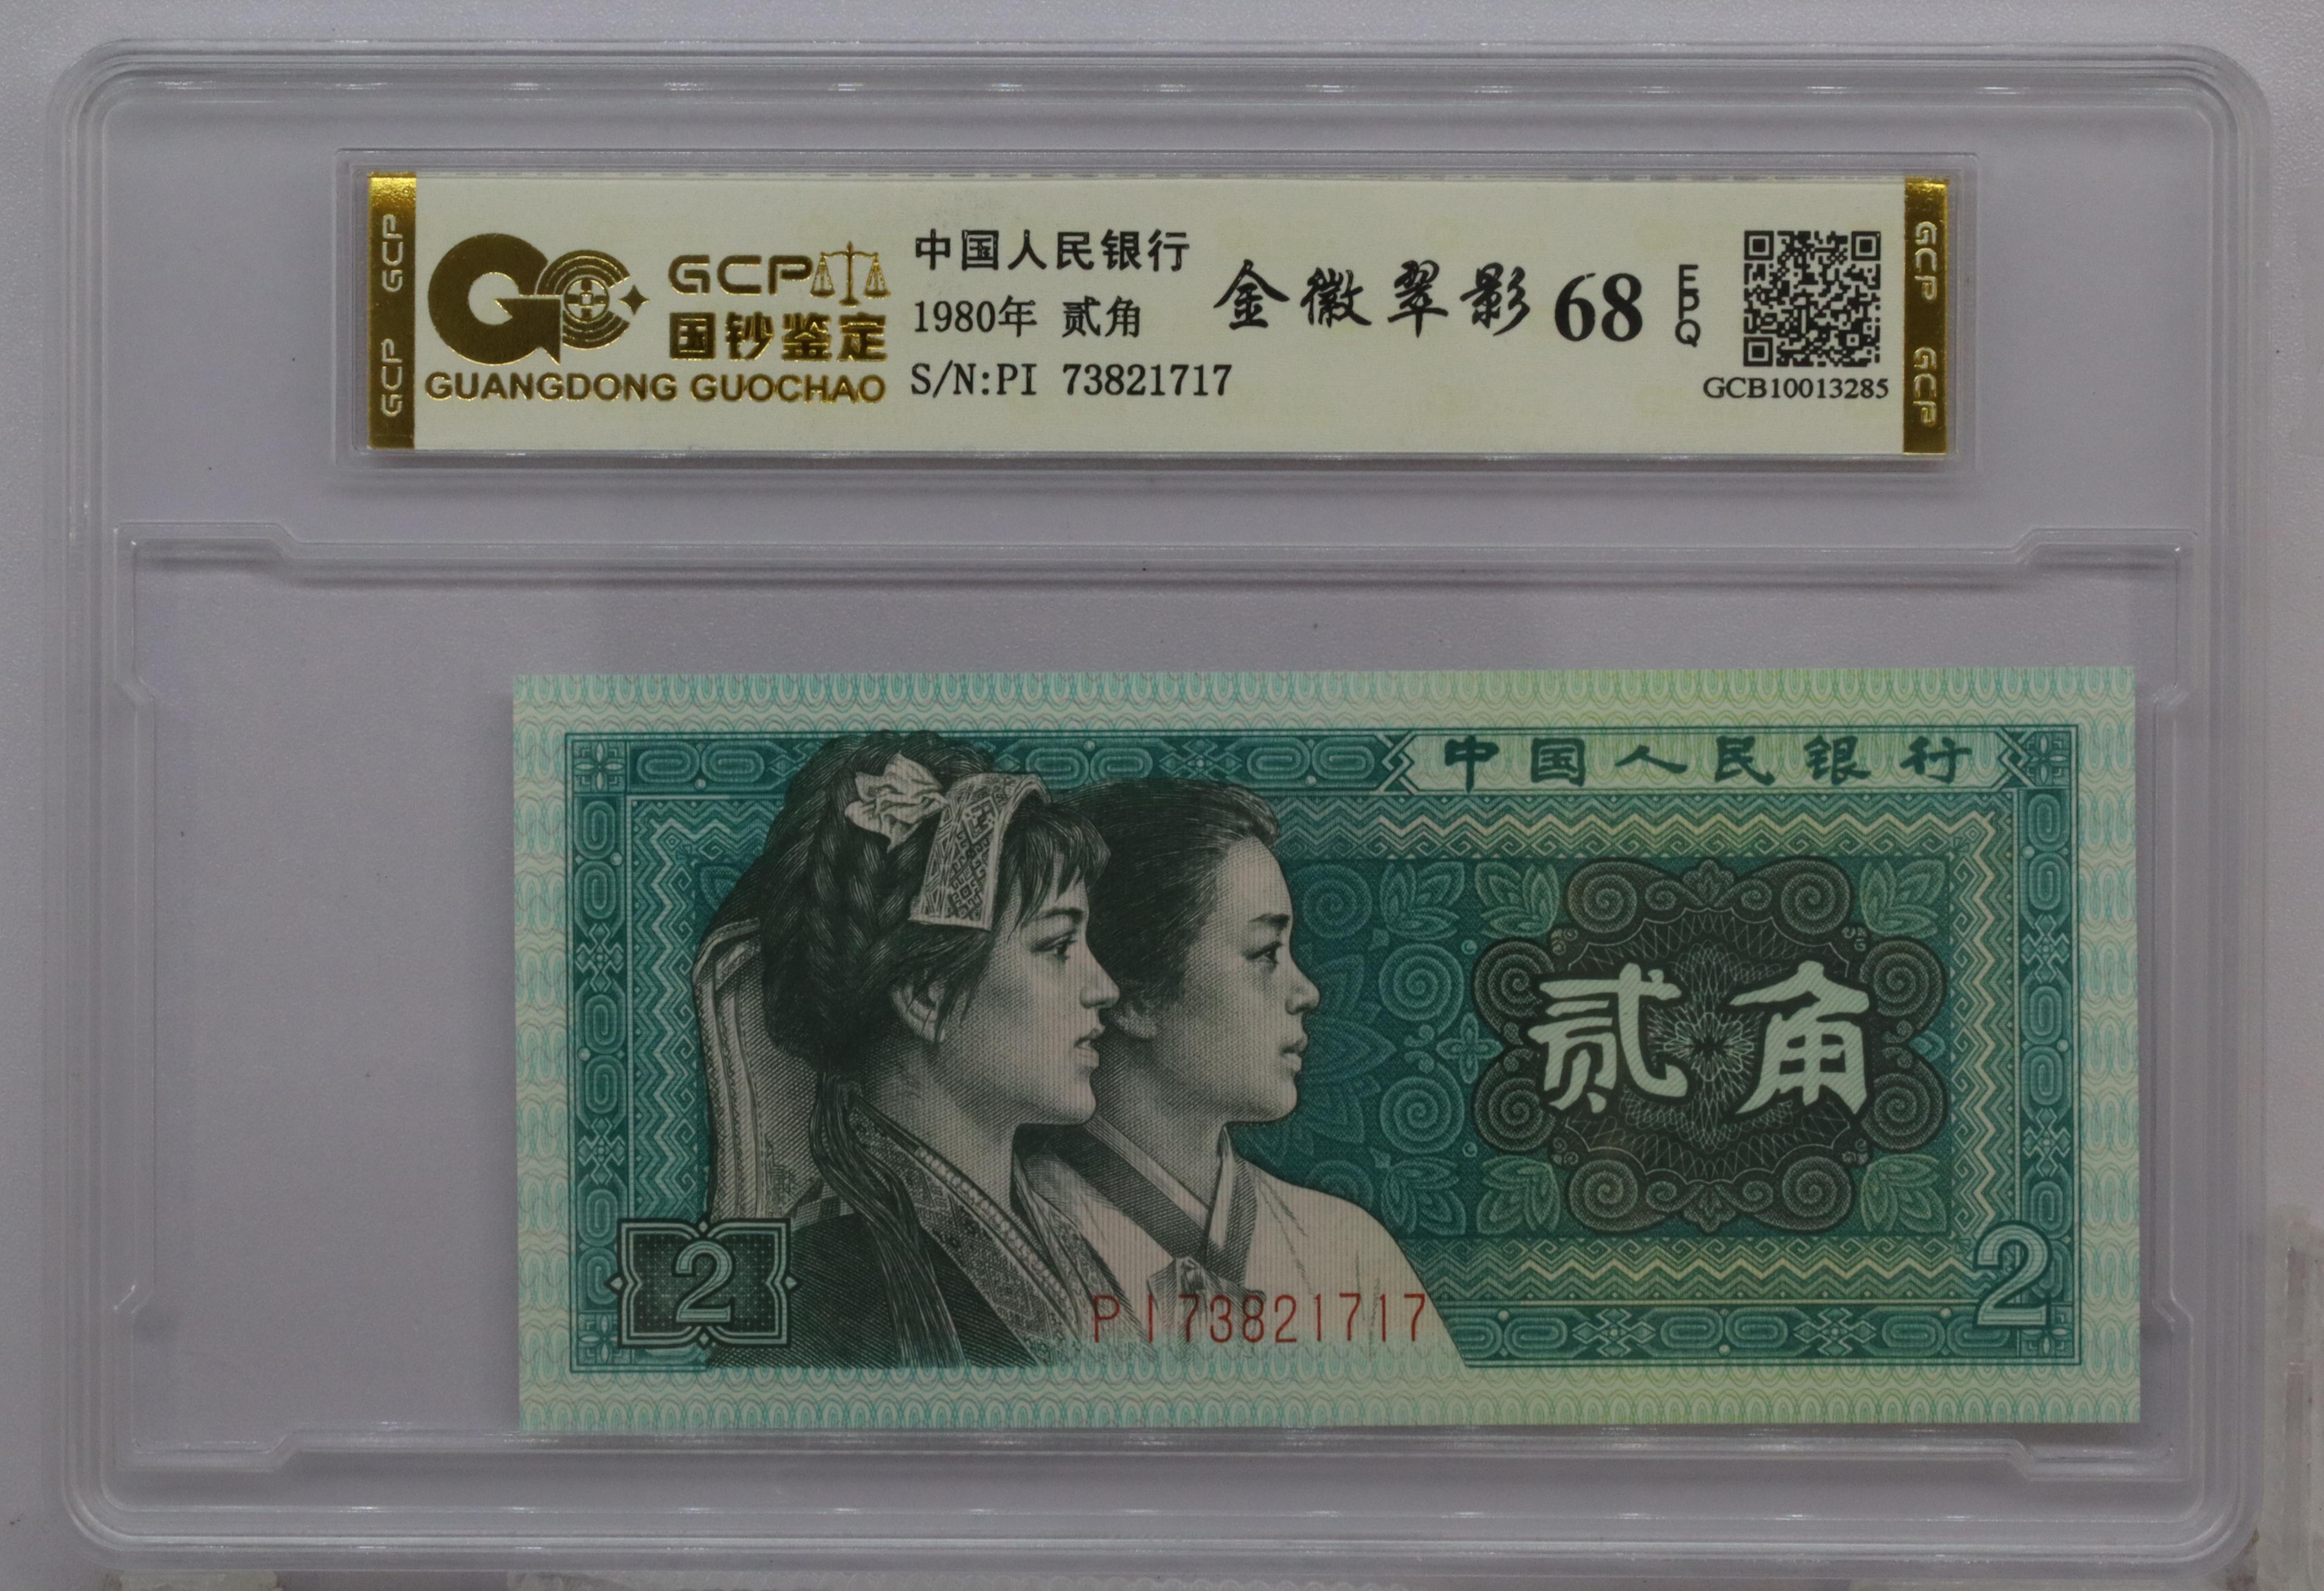 GCP GCP
GCP
国钞鉴定
GUANGDONG GUOCHAO
中国人民银行
1980年 贰角
S/N:PI 73821717
金徽翠影 68 EPQ
GCB10013285
GCP GCP
中国人民银行
贰角
2
PI73821717
2